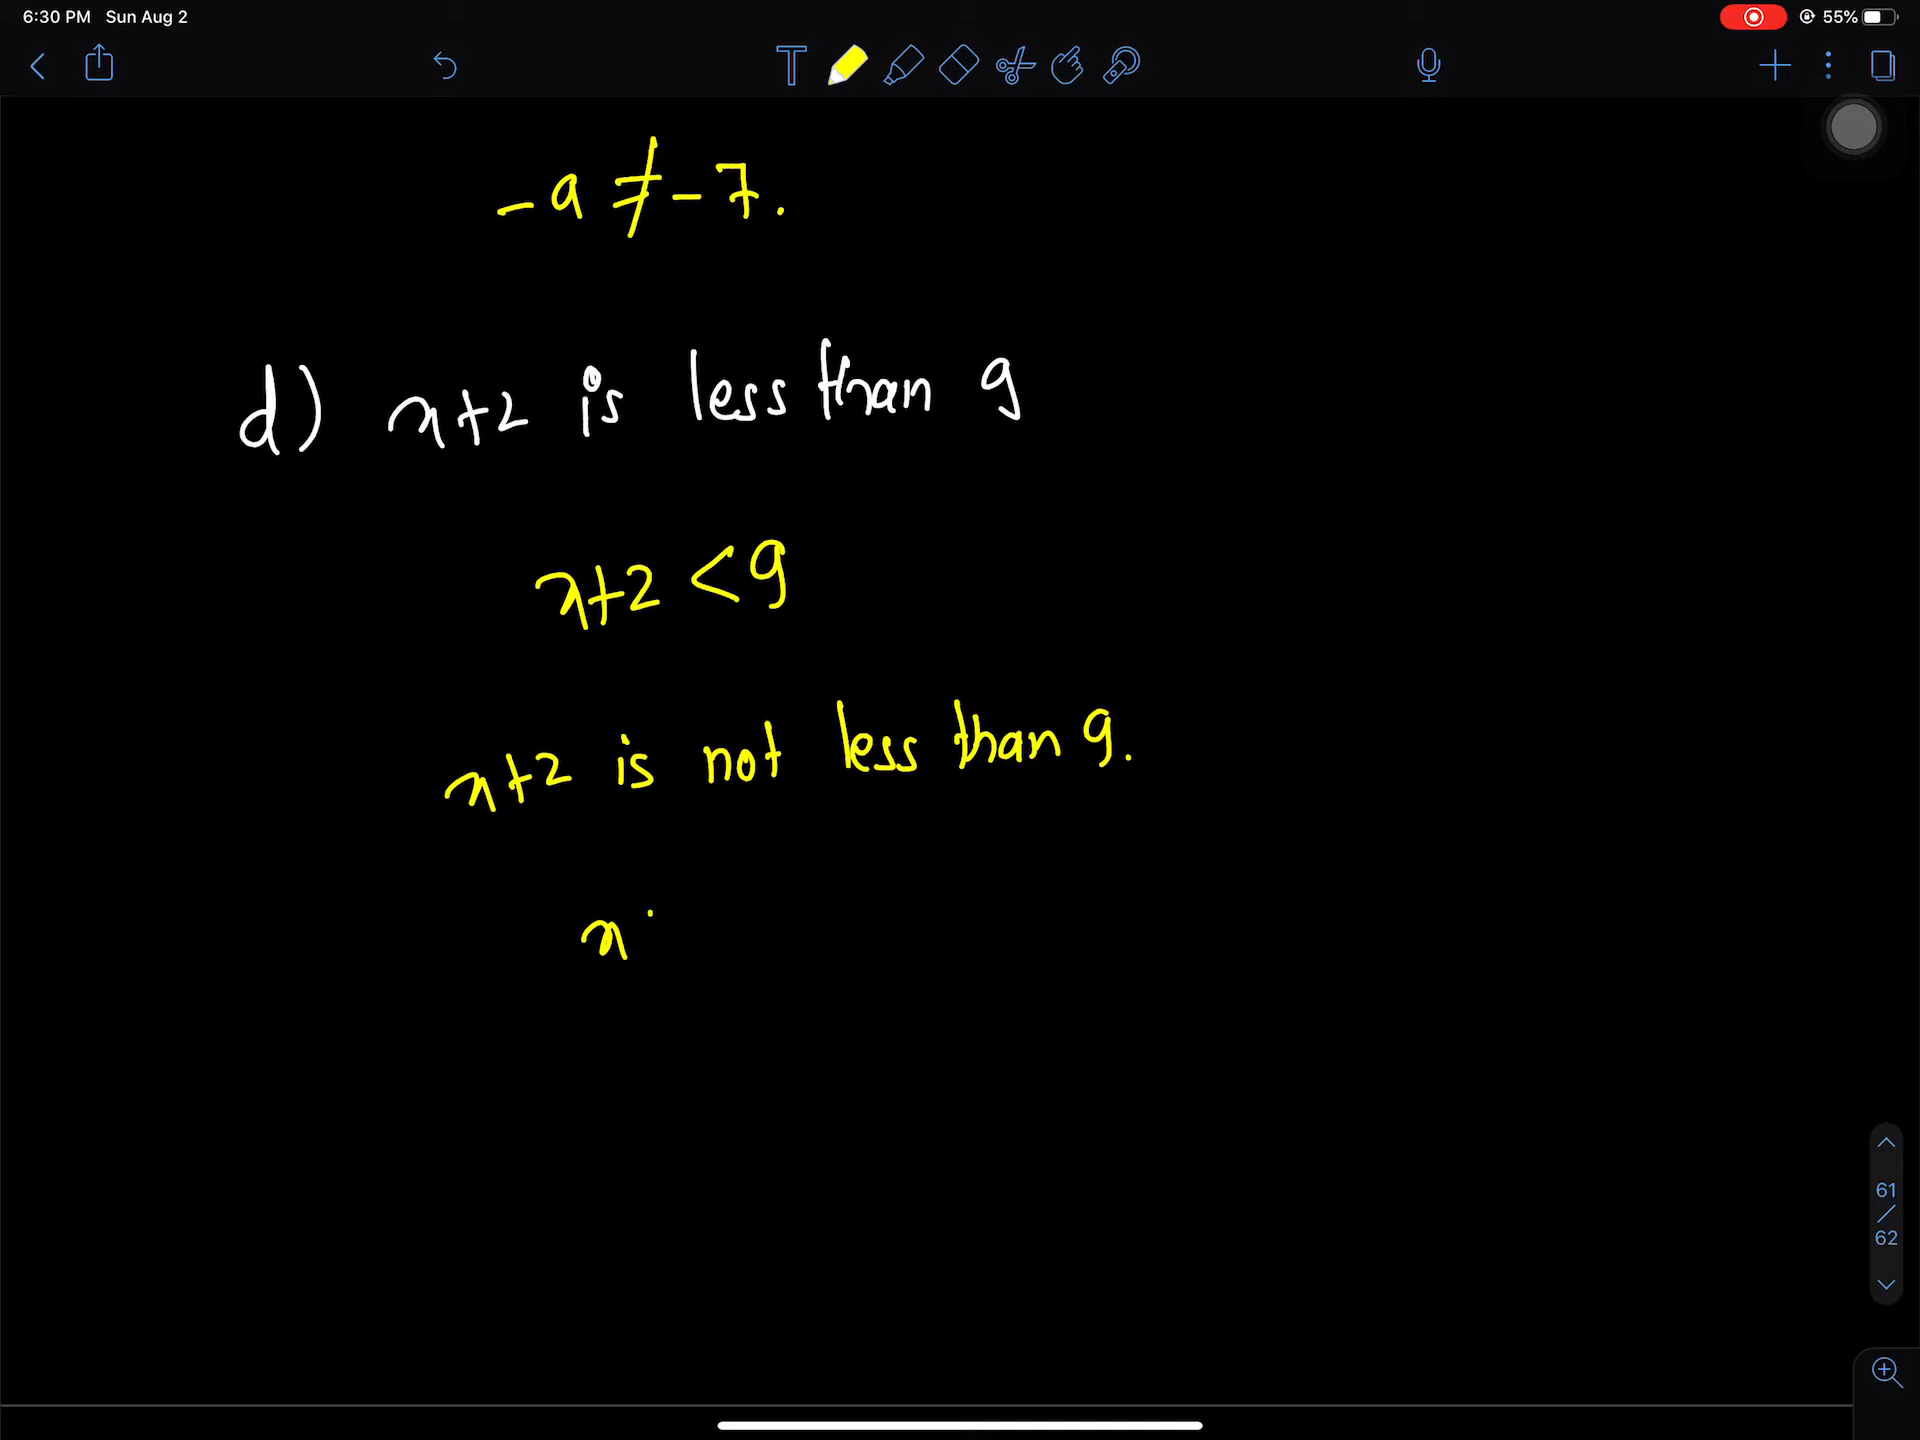 6:30 PM Sun Aug 2
55%
T
-a ≠ -7.
d) x+2 is less than 9
x+2 < 9
x+2 is not less than 9.
x
61
/
62